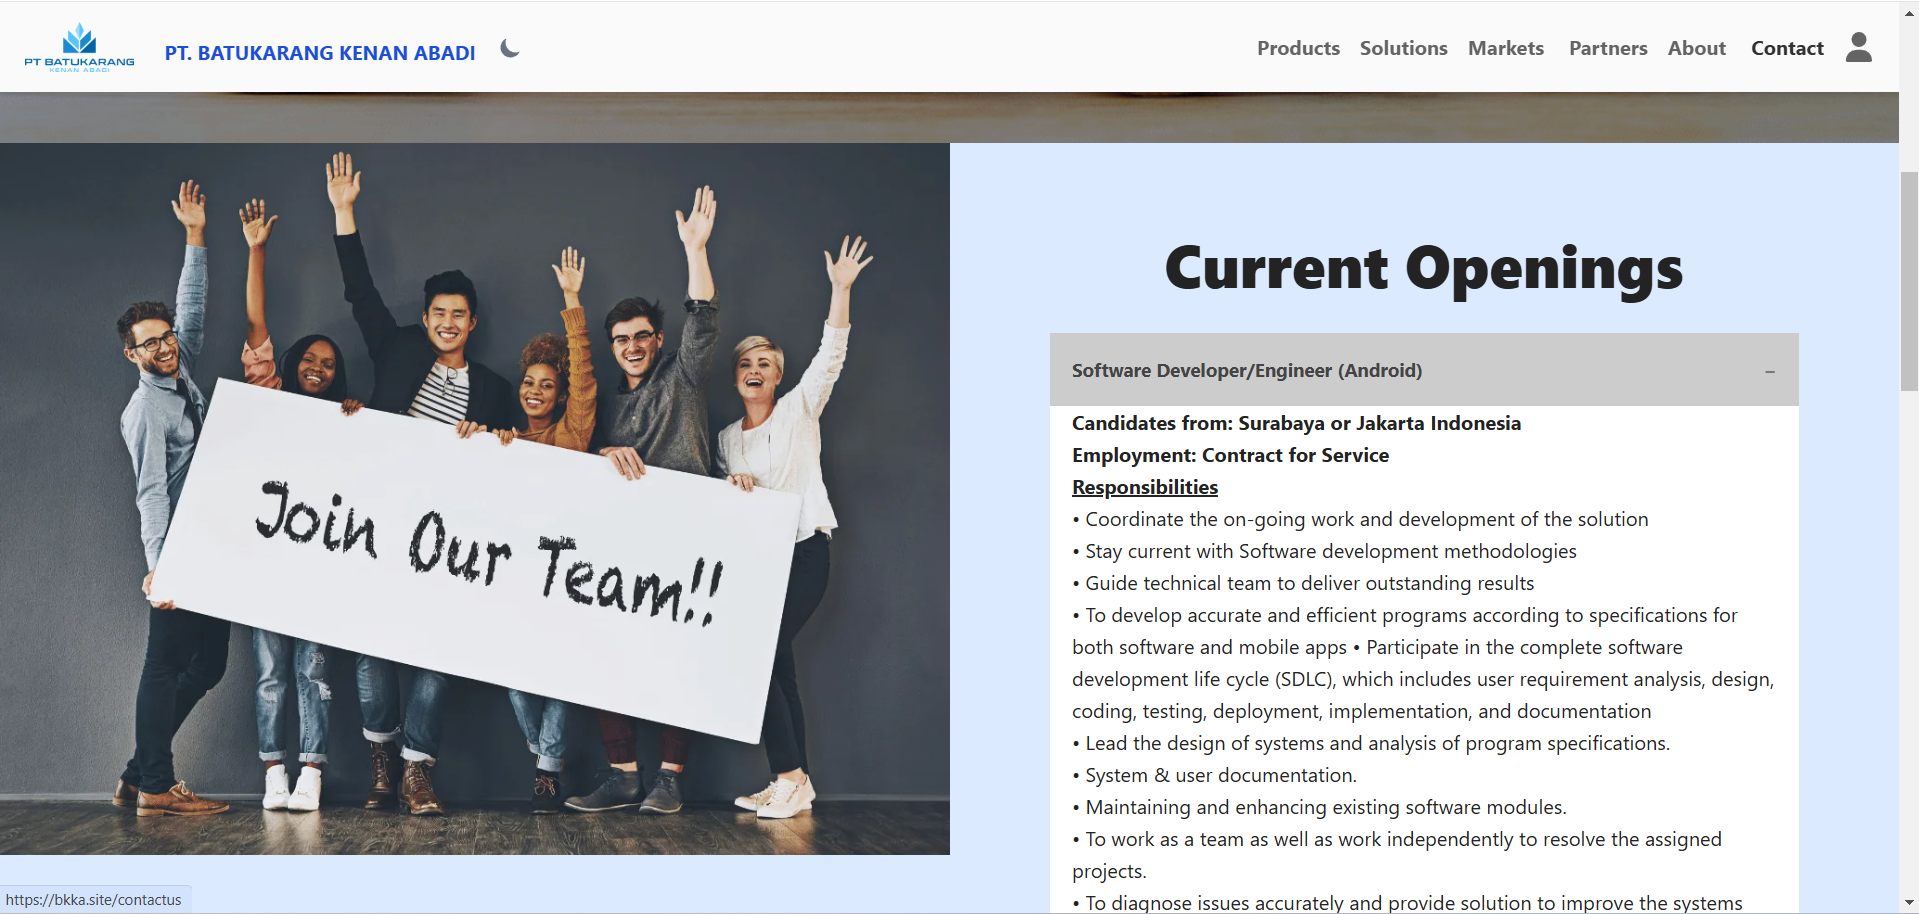 PT BATUKARANG
KENAN ABADI
PT. BATUKARANG KENAN ABADI
Products Solutions Markets Partners About Contact
Join Our Team!!
Current Openings
Software Developer/Engineer (Android) –
Candidates from: Surabaya or Jakarta Indonesia
Employment: Contract for Service
Responsibilities
• Coordinate the on-going work and development of the solution
• Stay current with Software development methodologies
• Guide technical team to deliver outstanding results
• To develop accurate and efficient programs according to specifications for
both software and mobile apps • Participate in the complete software
development life cycle (SDLC), which includes user requirement analysis, design,
coding, testing, deployment, implementation, and documentation
• Lead the design of systems and analysis of program specifications.
• System & user documentation.
• Maintaining and enhancing existing software modules.
• To work as a team as well as work independently to resolve the assigned
projects.
• To diagnose issues accurately and provide solution to improve the systems
https://bkka.site/contactus